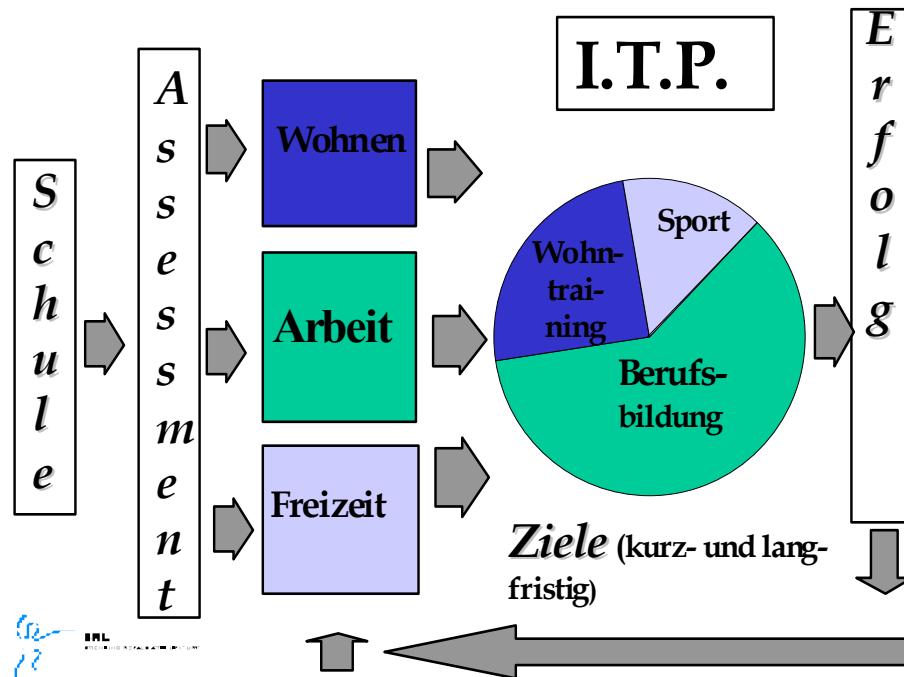 I.T.P.
Schule
Assessment
Wohnen
Arbeit
Freizeit
Sport
Wohn-
trai-
ning
Berufs-
bildung
Erfolg
Ziele (kurz- und lang-
fristig)